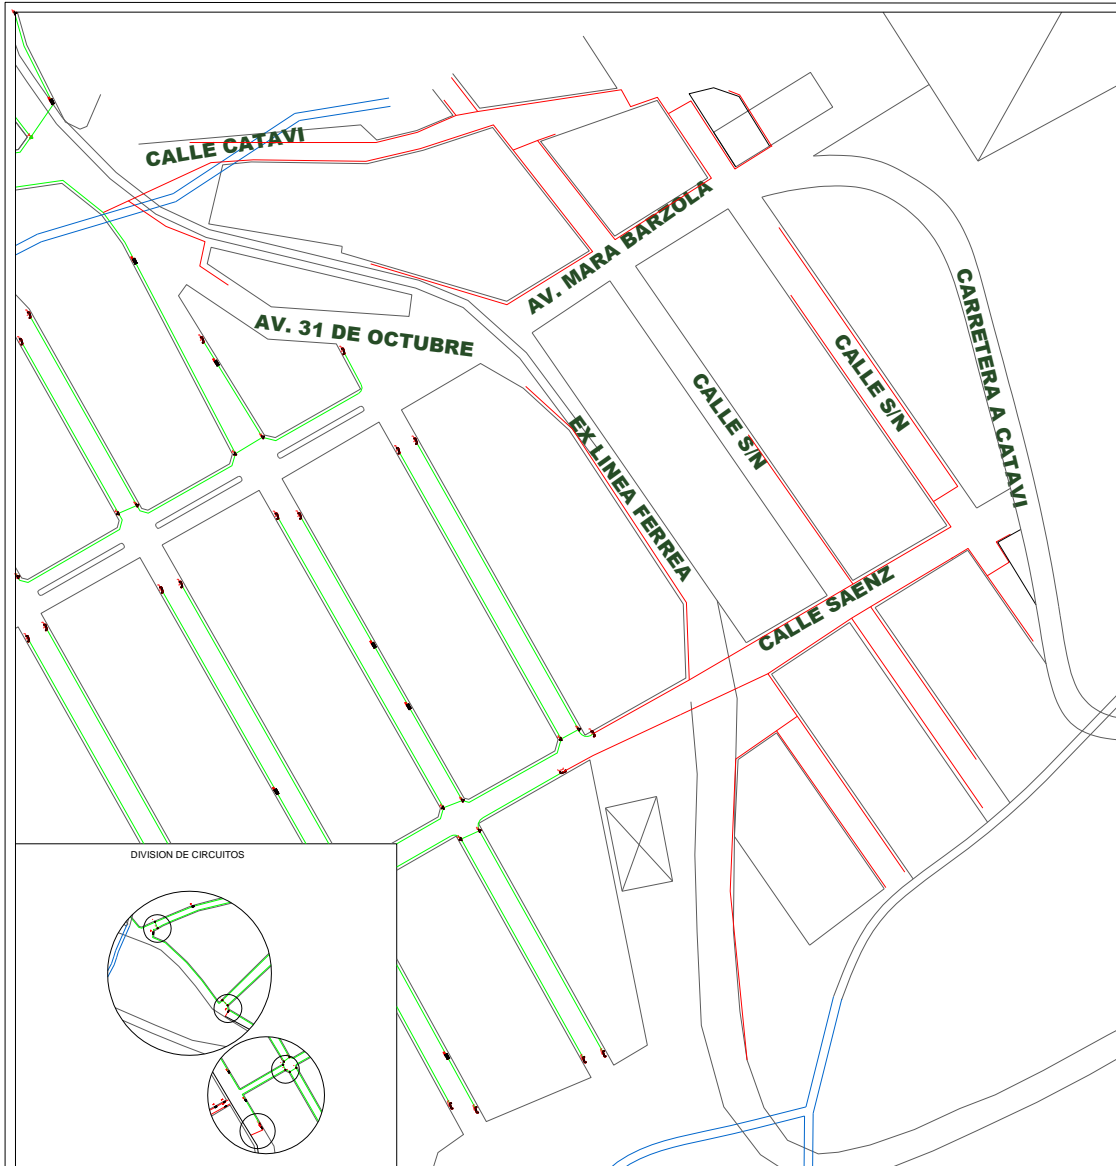 CALLE CATAVI
AV. MARA BARZOLA
AV. 31 DE OCTUBRE
CARRETERA A CATAVI
CALLE S/N
CALLE S/N
EX LINEA FERREA
CALLE SAENZ
DIVISION DE CIRCUITOS